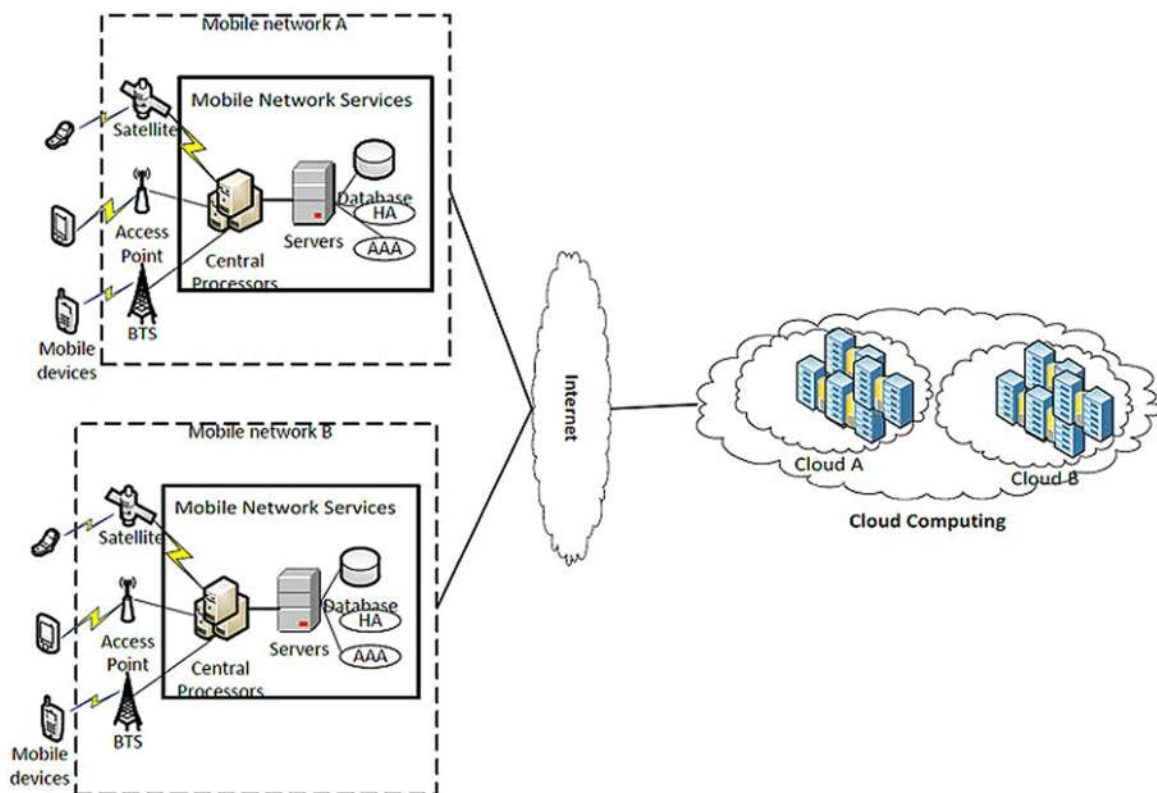 Mobile network A
Mobile Network Services
Satellite
Database
HA
Access
Point
Servers
AAA
Central
Processors
BTS
Mobile
devices
Mobile network B
Mobile Network Services
Satellite
Database
HA
Access
Point
Servers
AAA
Central
Processors
BTS
Mobile
devices
Internet
Cloud A
Cloud B
Cloud Computing